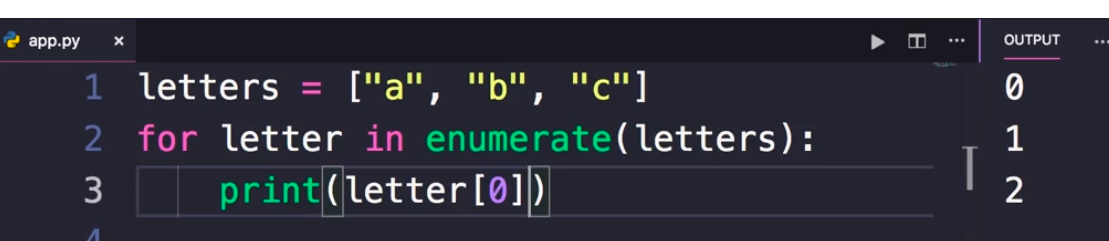 app.py ×
OUTPUT
1 letters = ["a", "b", "c"]
2 for letter in enumerate(letters):
3     print(letter[0])
4
0
1
2